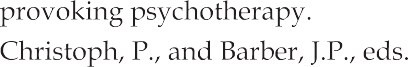 provoking psychotherapy.
Christoph, P., and Barber, J.P., eds.